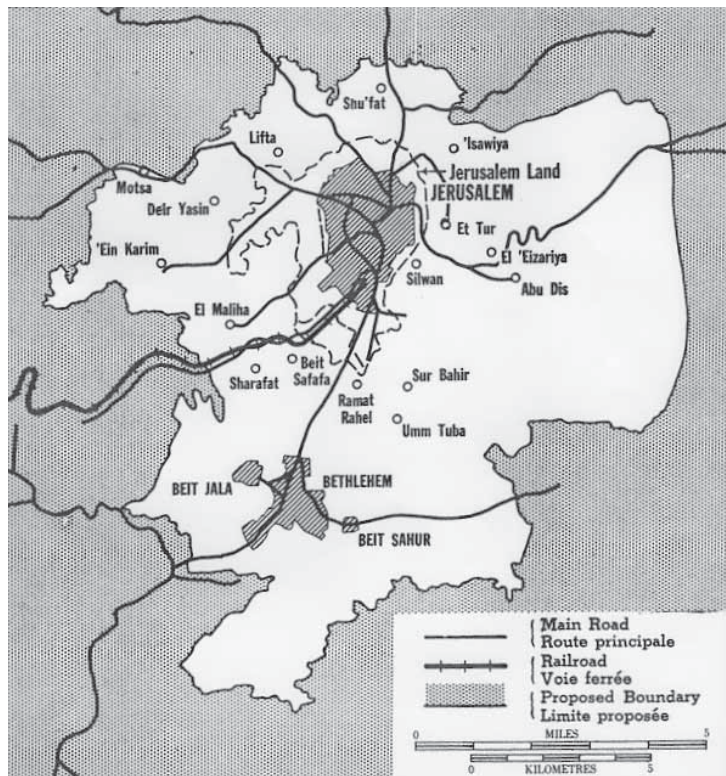 Shu'fat
Lifta
'Isawiya
Jerusalem Land
JERUSALEM
Motsa
Deir Yasin
Et Tur
'Ein Karim
El 'Eizariya
Silwan
Abu Dis
El Maliha
Sharafat
Beit
Safafa
Ramat
Rahel
Sur Bahir
Umm Tuba
BEIT JALA
BETHLEHEM
BEIT SAHUR
Main Road
Route principale
Railroad
Voie ferrée
Proposed Boundary
Limite proposée
0 MILES 5
0 KILOMETRES 5